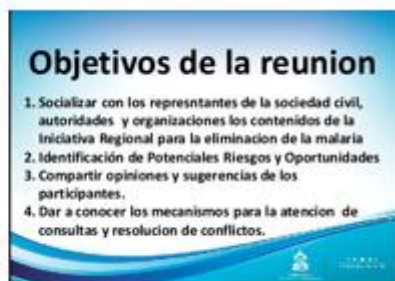 Objetivos de la reunion
1. Socializar con los represntantes de la sociedad civil,
autoridades y organizaciones los contenidos de la
Iniciativa Regional para la eliminacion de la malaria
2. Identificación de Potenciales Riesgos y Oportunidades
3. Compartir opiniones y sugerencias de los
participantes.
4. Dar a conocer los mecanismos para la atencion de
consultas y resolucion de conflictos.